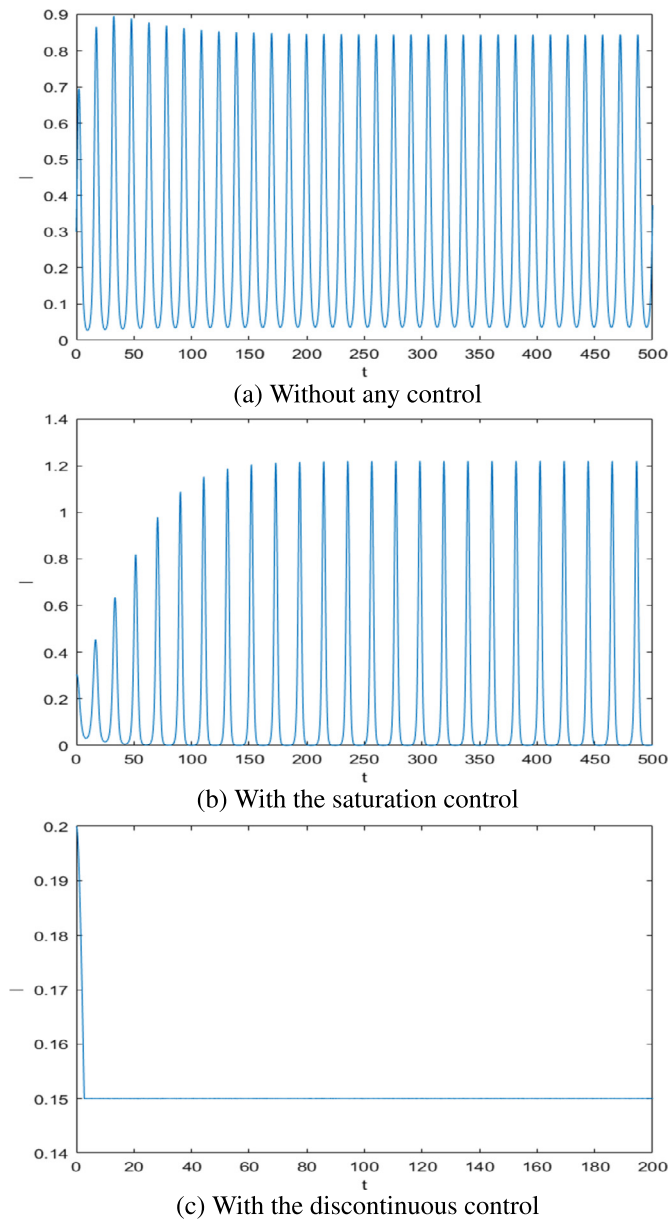 0.9
0.8
0.7
0.6
0.5
0.4
0.3
0.2
0.1
0
I
0 50 100 150 200 250 300 350 400 450 500
t
(a) Without any control
1.4
1.2
1
0.8
0.6
0.4
0.2
0
I
0 50 100 150 200 250 300 350 400 450 500
t
(b) With the saturation control
0.2
0.19
0.18
0.17
0.16
0.15
0.14
I
0 20 40 60 80 100 120 140 160 180 200
t
(c) With the discontinuous control